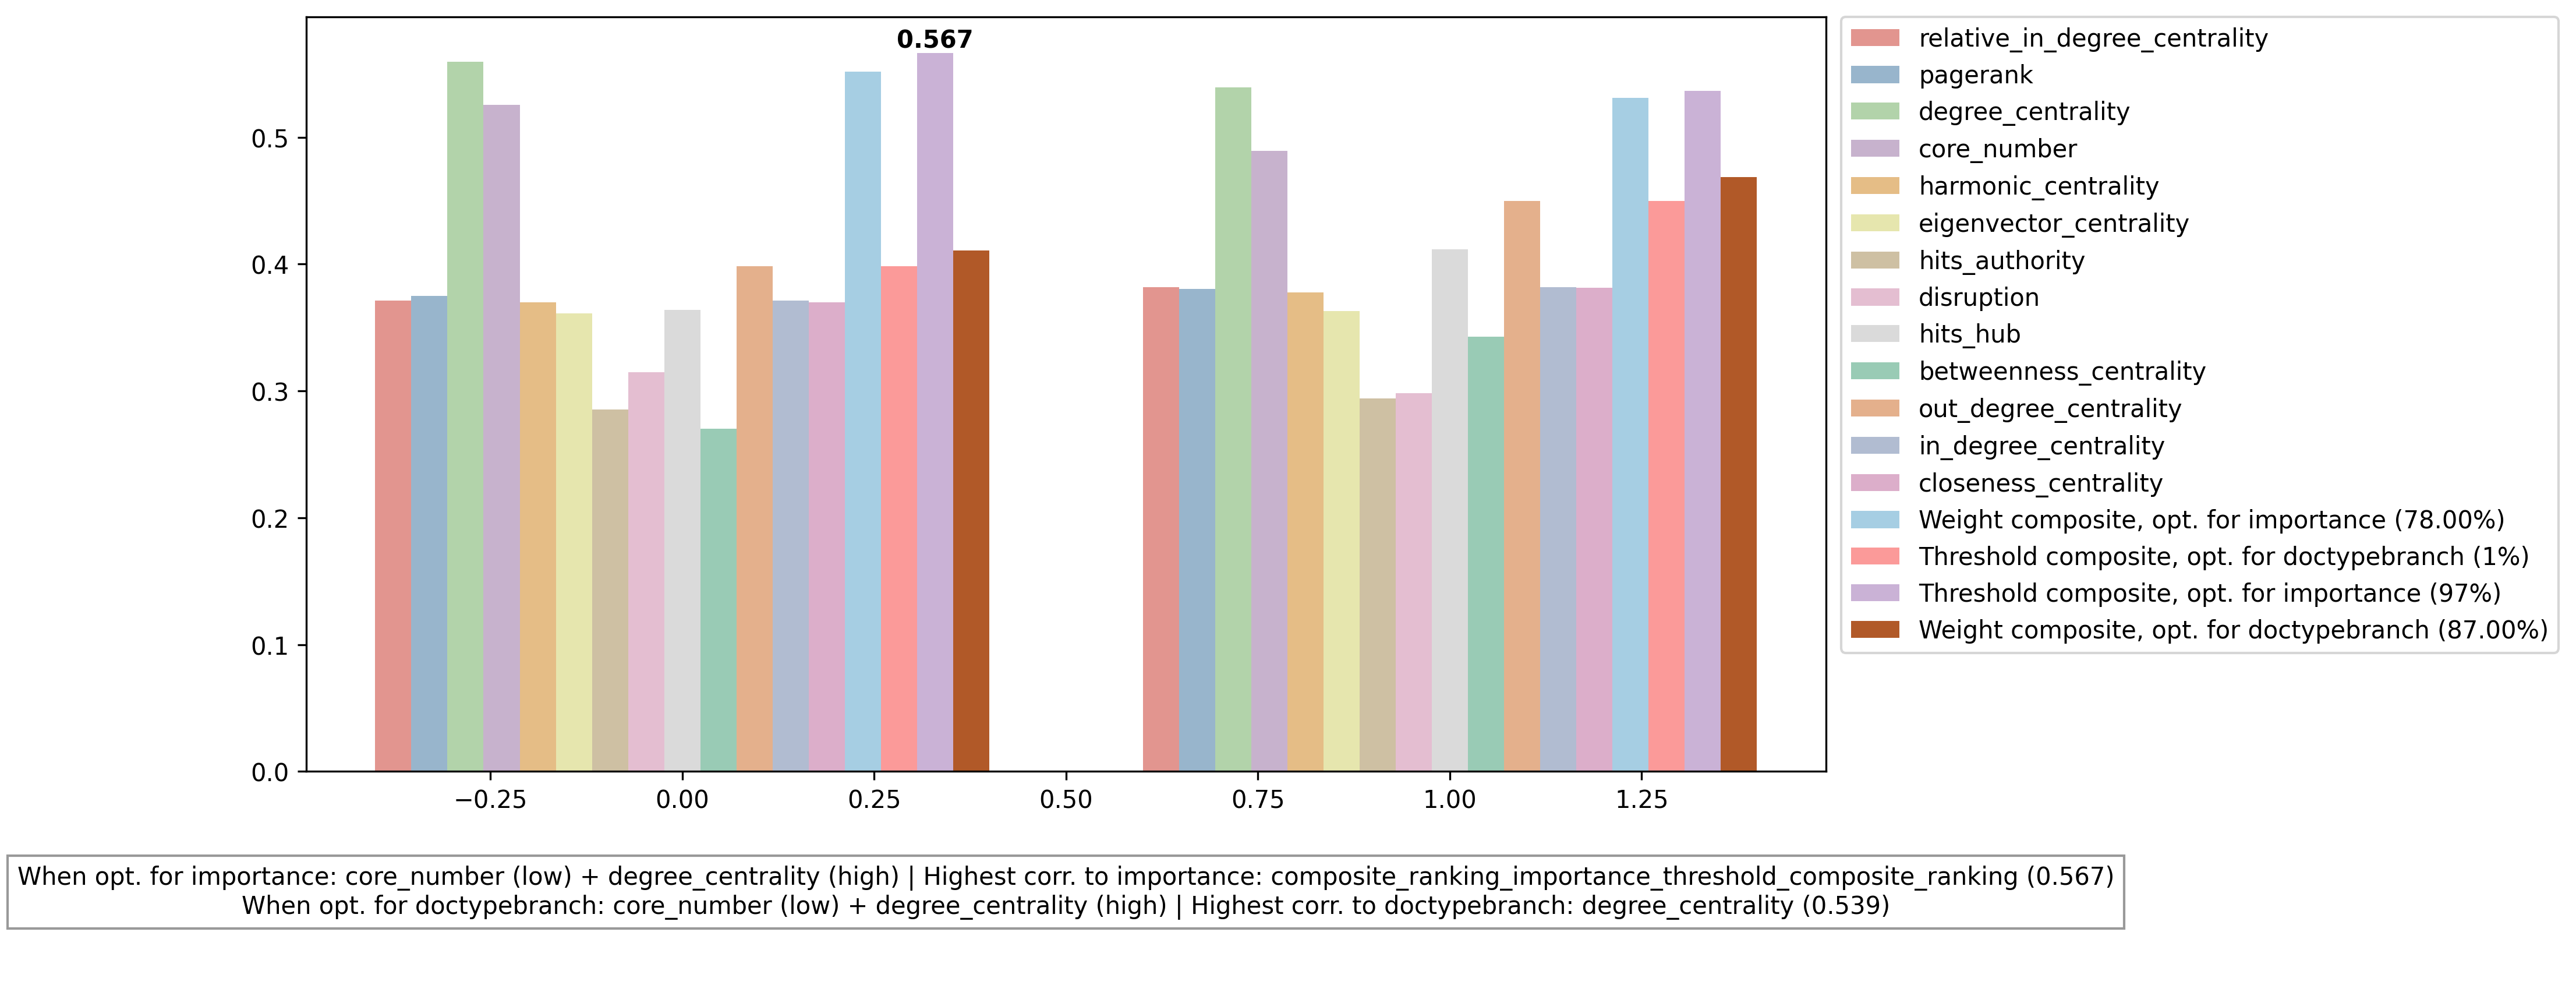 0.567
0.5
0.4
0.3
0.2
0.1
0.0
−0.25
0.00
0.25
0.50
0.75
1.00
1.25
relative_in_degree_centrality
pagerank
degree_centrality
core_number
harmonic_centrality
eigenvector_centrality
hits_authority
disruption
hits_hub
betweenness_centrality
out_degree_centrality
in_degree_centrality
closeness_centrality
Weight composite, opt. for importance (78.00%)
Threshold composite, opt. for doctypebranch (1%)
Threshold composite, opt. for importance (97%)
Weight composite, opt. for doctypebranch (87.00%)
When opt. for importance: core_number (low) + degree_centrality (high) | Highest corr. to importance: composite_ranking_importance_threshold_composite_ranking (0.567)
When opt. for doctypebranch: core_number (low) + degree_centrality (high) | Highest corr. to doctypebranch: degree_centrality (0.539)